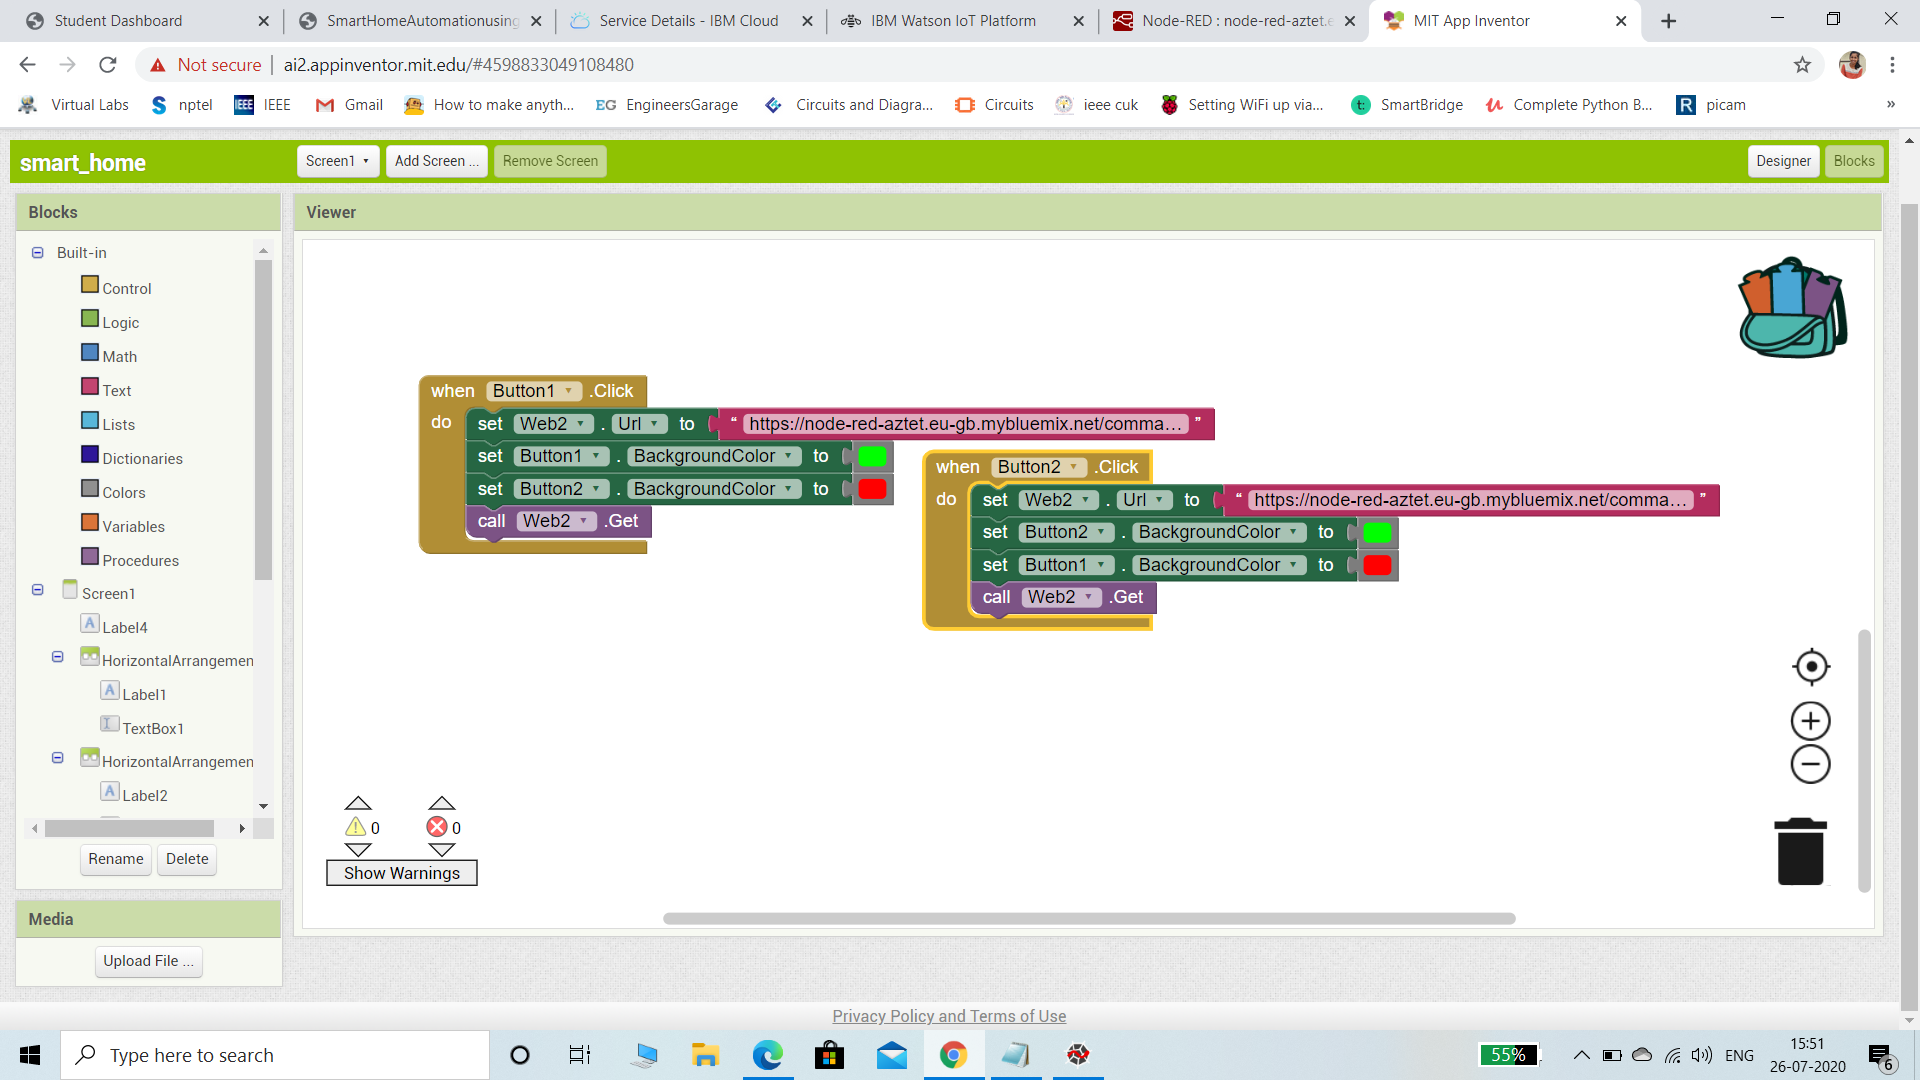 Student Dashboard
SmartHomeAutomationusing
Service Details - IBM Cloud
IBM Watson IoT Platform
Node-RED : node-red-aztet.e
MIT App Inventor
Not secure
ai2.appinventor.mit.edu/#4598833049108480
Virtual Labs
nptel
IEEE
IEEE
Gmail
How to make anyth...
EG
EngineersGarage
Circuits and Diagra...
Circuits
ieee cuk
Setting WiFi up via...
t:
SmartBridge
Complete Python B...
R
picam
»
smart_home
Screen1
Add Screen ...
Remove Screen
Designer
Blocks
Blocks
Viewer
Built-in
Control
Logic
Math
Text
Lists
Dictionaries
Colors
Variables
Procedures
Screen1
Label4
HorizontalArrangemen
Label1
TextBox1
HorizontalArrangemen
Label2
Rename
Delete
Media
Upload File ...
when Button1 .Click
do set Web2 . Url to “ https://node-red-aztet.eu-gb.mybluemix.net/comma... ”
set Button1 . BackgroundColor to
set Button2 . BackgroundColor to
call Web2 .Get
when Button2 .Click
do set Web2 . Url to “ https://node-red-aztet.eu-gb.mybluemix.net/comma... ”
set Button2 . BackgroundColor to
set Button1 . BackgroundColor to
call Web2 .Get
0
0
Show Warnings
Privacy Policy and Terms of Use
Type here to search
55%
ENG
15:51
26-07-2020
6